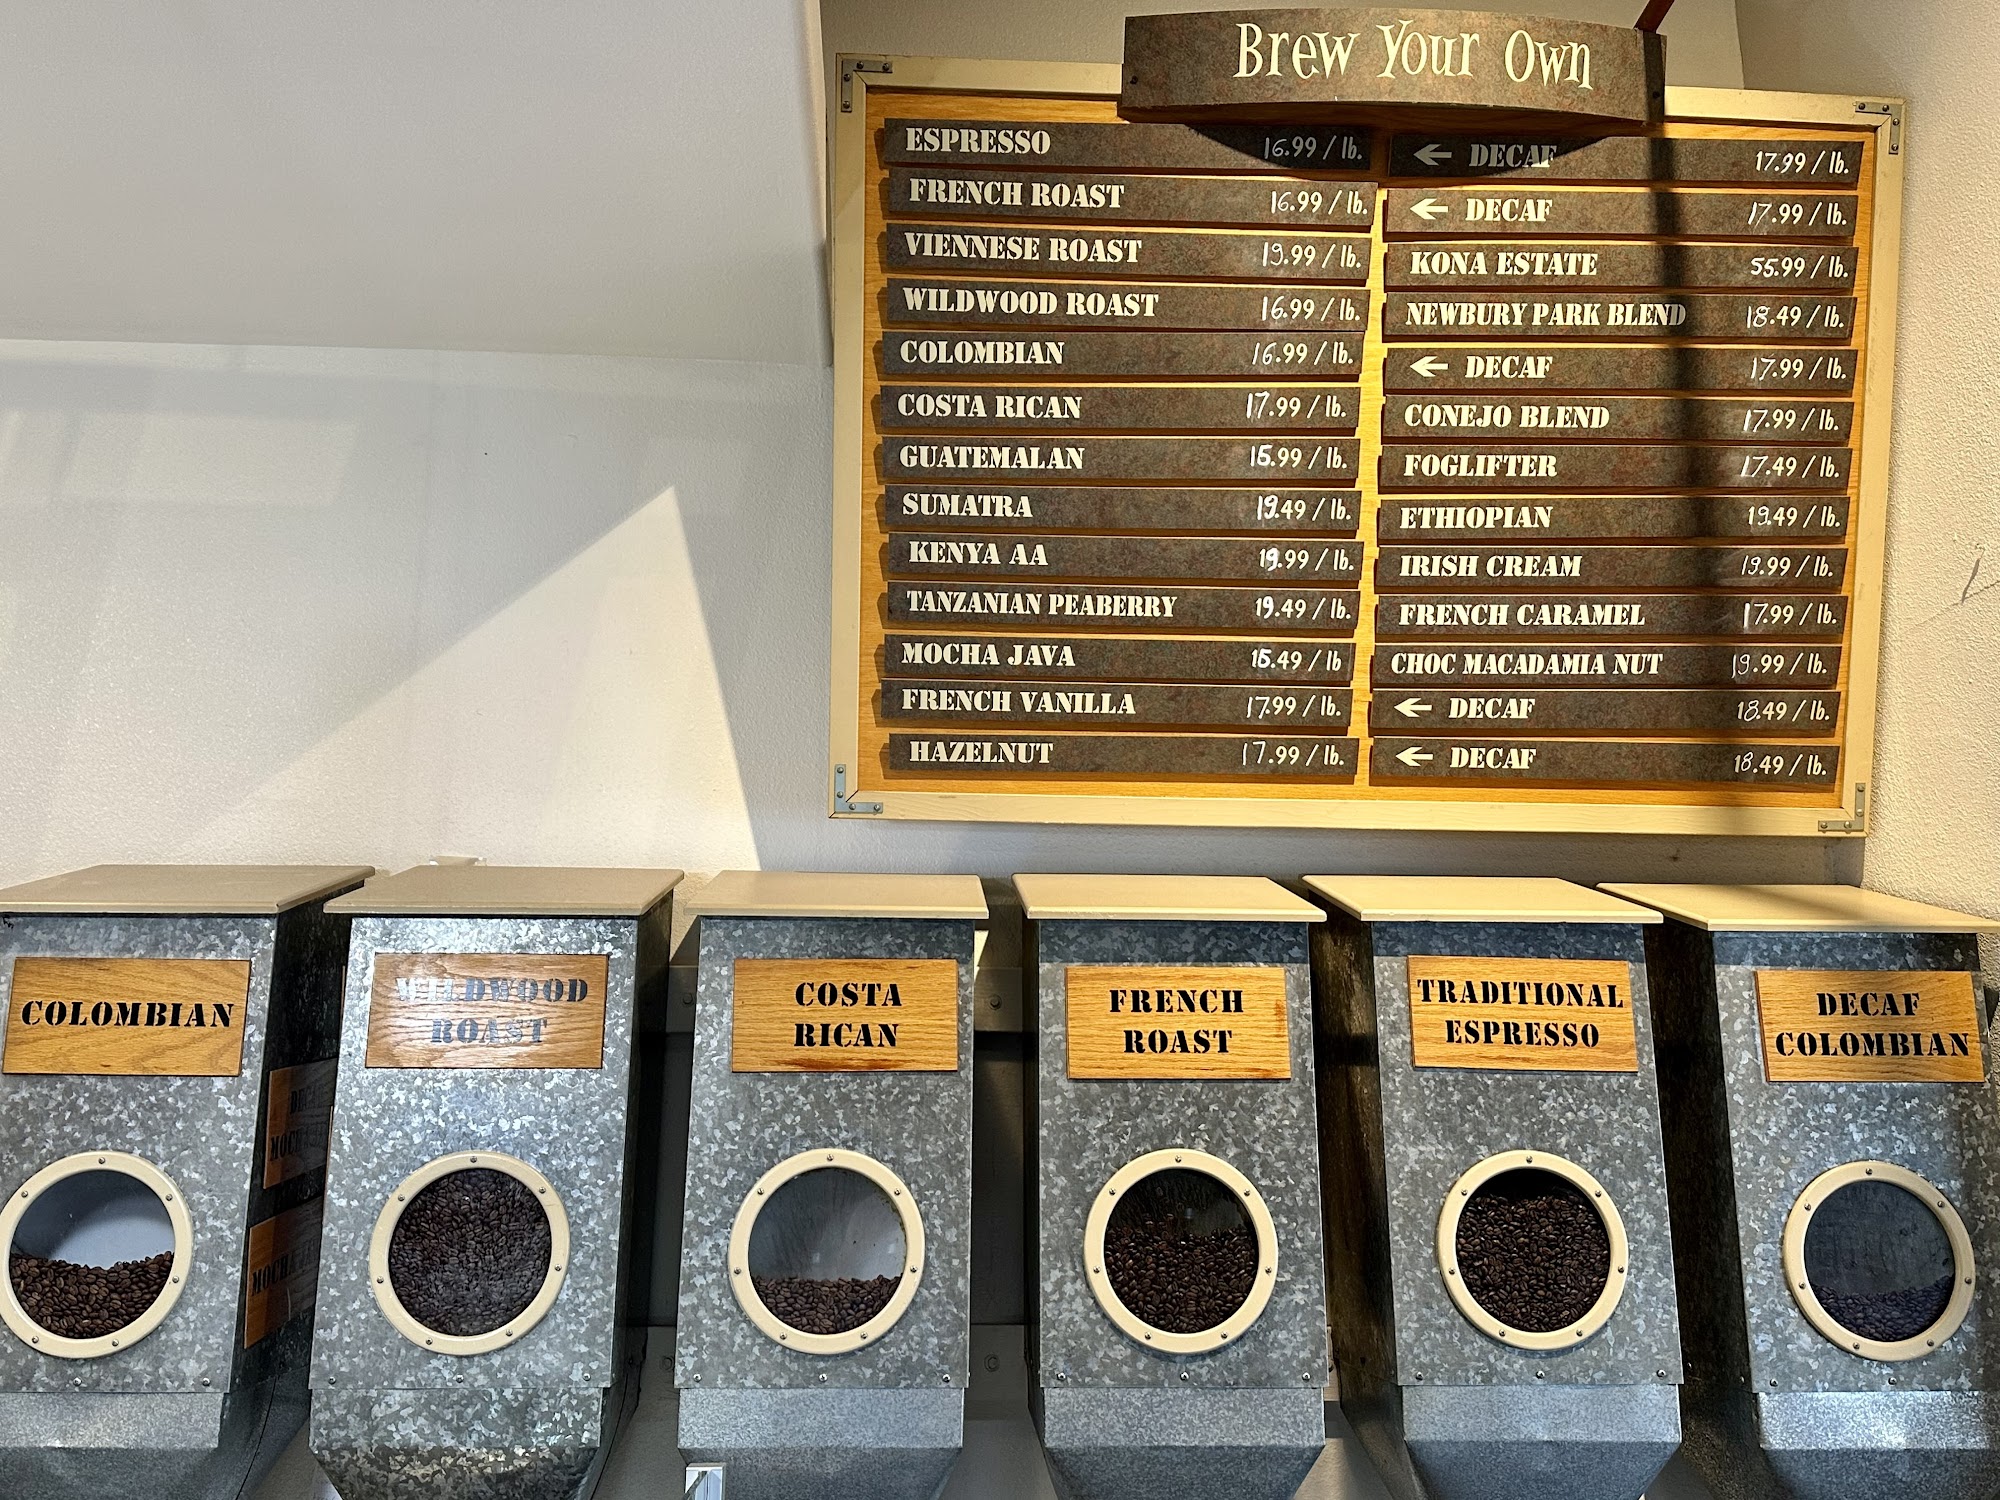 Brew Your Own
ESPRESSO 16.99 / lb.
FRENCH ROAST 16.99 / lb.
VIENNESE ROAST 19.99 / lb.
WILDWOOD ROAST 16.99 / lb.
COLOMBIAN 16.99 / lb.
COSTA RICAN 17.99 / lb.
GUATEMALAN 15.99 / lb.
SUMATRA 19.49 / lb.
KENYA AA 19.99 / lb.
TANZANIAN PEABERRY 19.49 / lb.
MOCHA JAVA 15.49 / lb
FRENCH VANILLA 17.99 / lb.
HAZELNUT 17.99 / lb.
← DECAF 17.99 / lb.
← DECAF 17.99 / lb.
KONA ESTATE 55.99 / lb.
NEWBURY PARK BLEND 18.49 / lb.
← DECAF 17.99 / lb.
CONEJO BLEND 17.99 / lb.
FOGLIFTER 17.49 / lb.
ETHIOPIAN 19.49 / lb.
IRISH CREAM 19.99 / lb.
FRENCH CARAMEL 17.99 / lb.
CHOC MACADAMIA NUT 19.99 / lb.
← DECAF 18.49 / lb.
← DECAF 18.49 / lb.
COLOMBIAN
WILDWOOD
ROAST
COSTA
RICAN
FRENCH
ROAST
TRADITIONAL
ESPRESSO
DECAF
COLOMBIAN